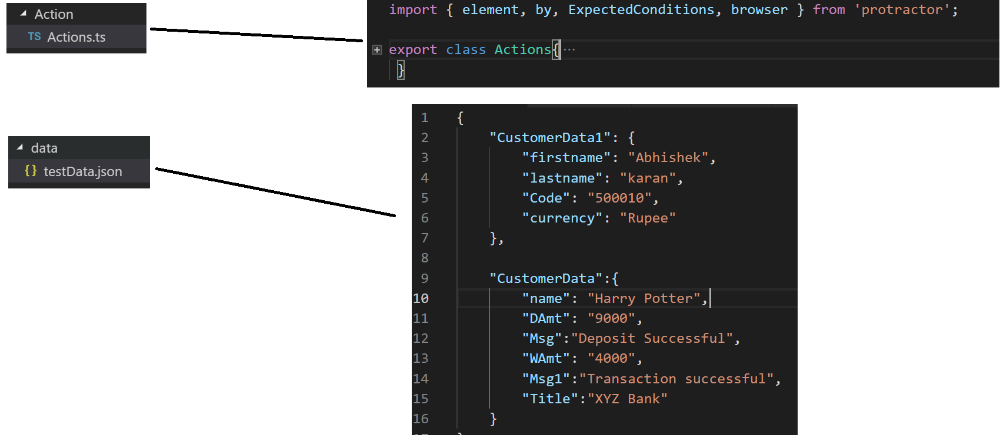 Action
TS Actions.ts
import { element, by, ExpectedConditions, browser } from 'protractor';
export class Actions{ ···
}
data
{} testData.json
1 {
2 "CustomerData1": {
3 "firstname": "Abhishek",
4 "lastname": "karan",
5 "Code": "500010",
6 "currency": "Rupee"
7 },
8
9 "CustomerData":{
10 "name": "Harry Potter",
11 "DAmt": "9000",
12 "Msg":"Deposit Successful",
13 "WAmt": "4000",
14 "Msg1":"Transaction successful",
15 "Title":"XYZ Bank"
16 }